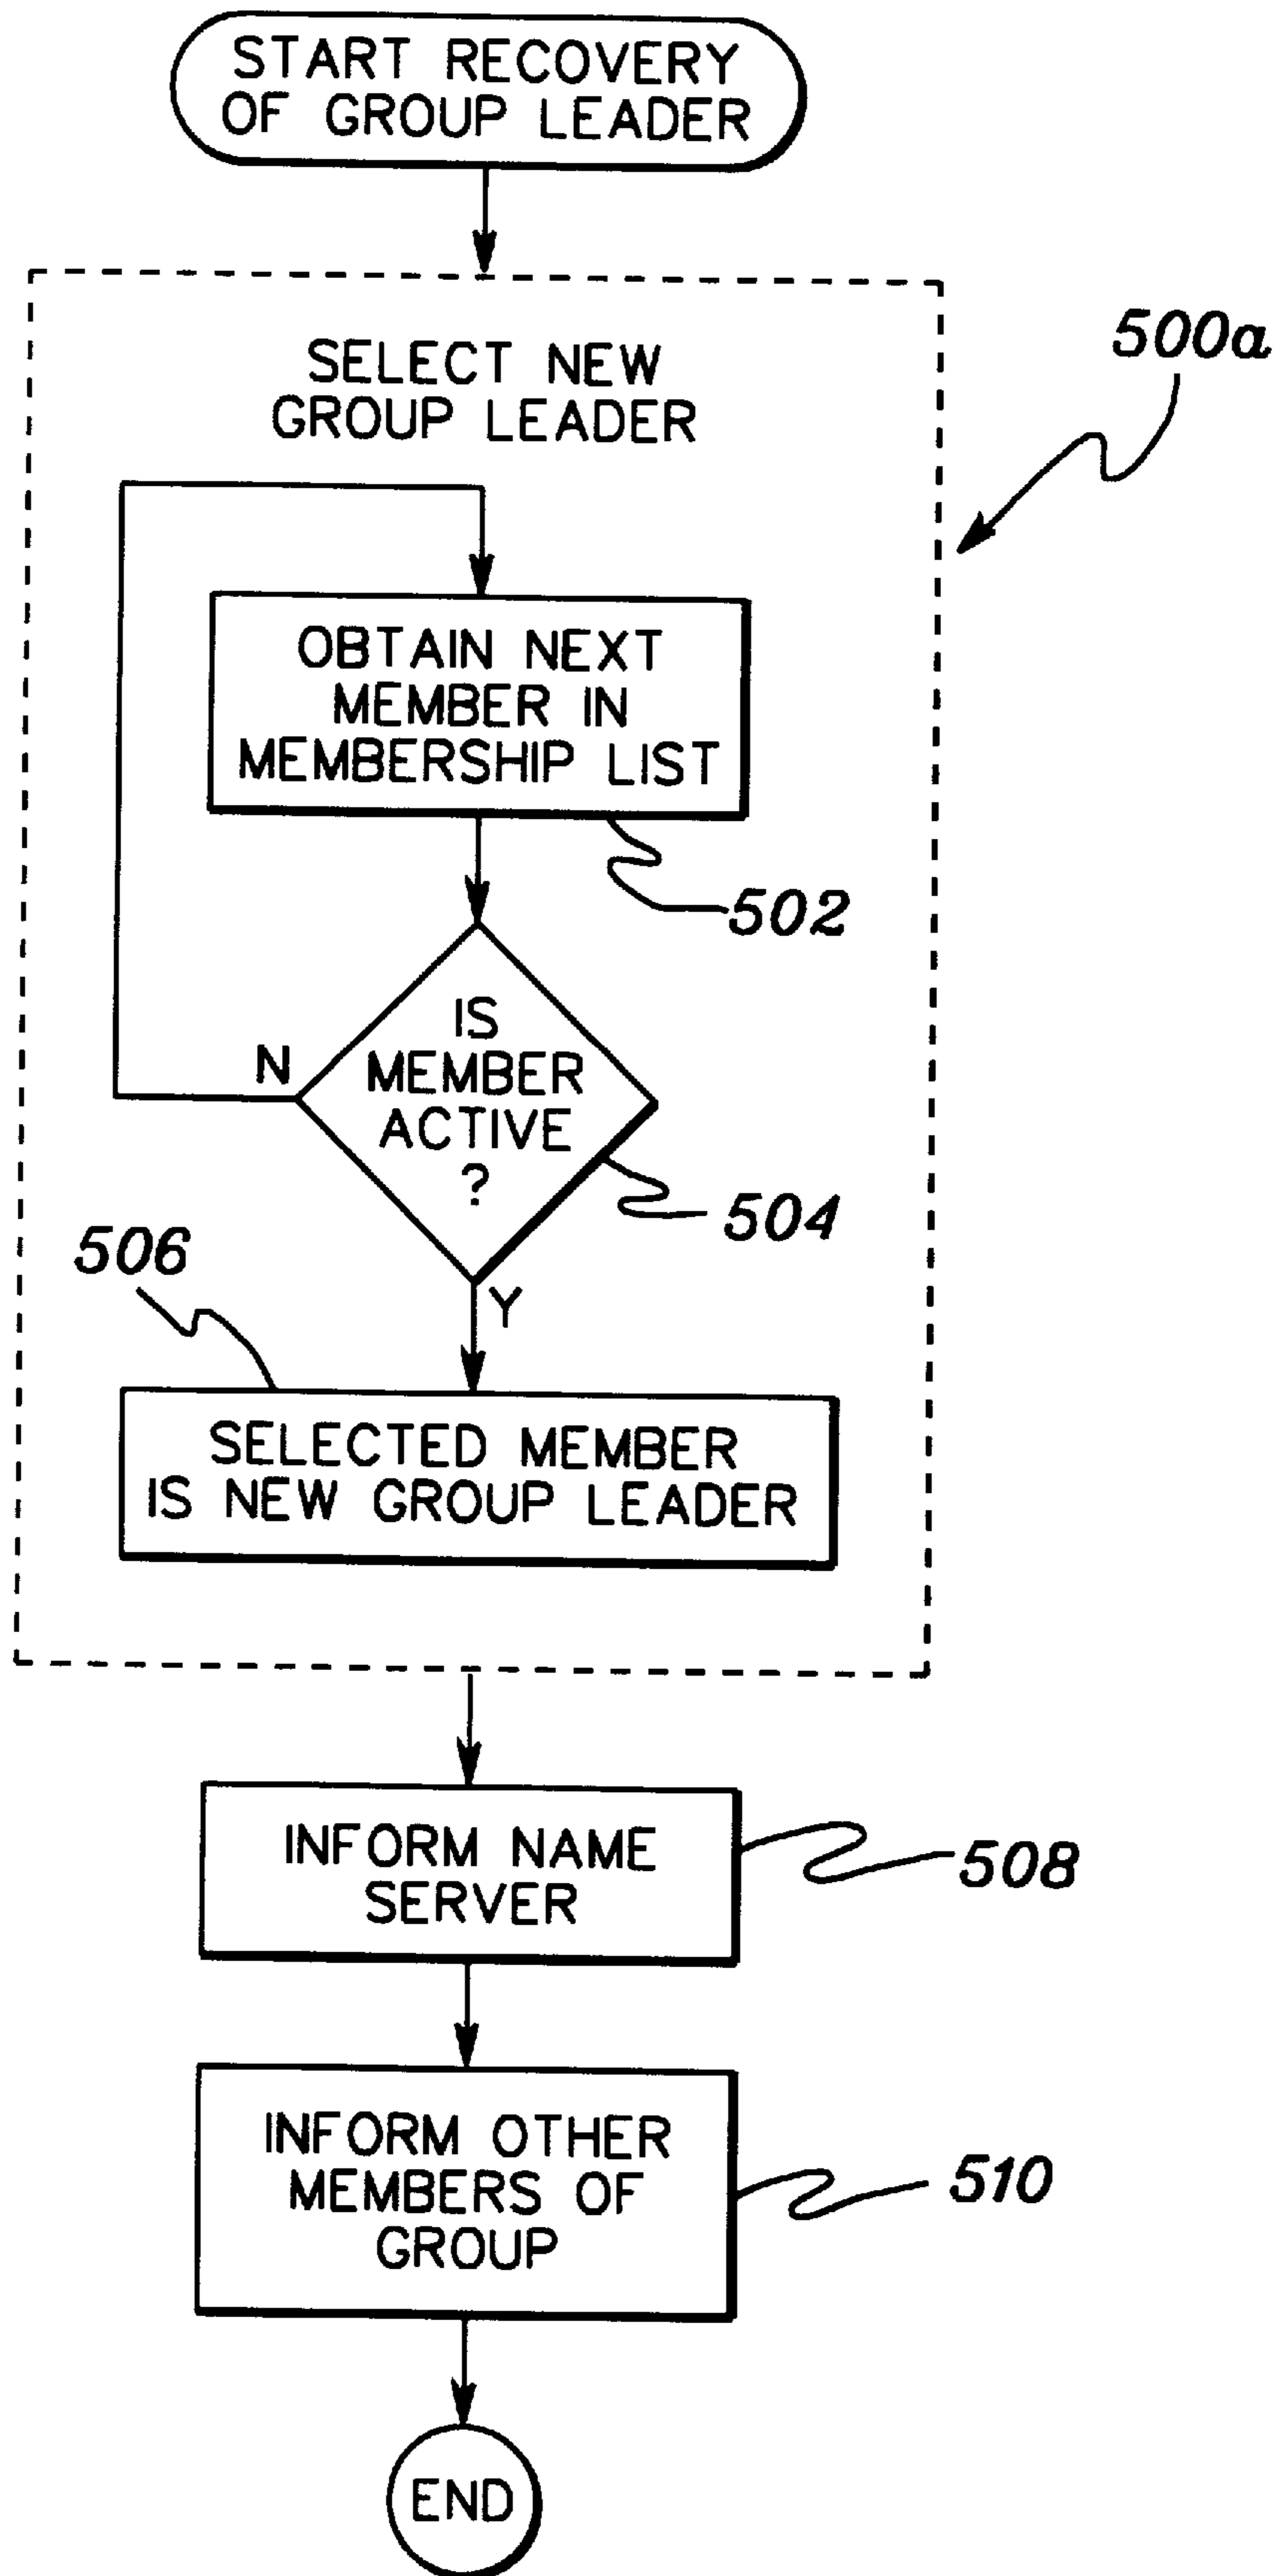 START RECOVERY
OF GROUP LEADER
500a
SELECT NEW
GROUP LEADER
OBTAIN NEXT
MEMBER IN
MEMBERSHIP LIST
502
IS
MEMBER
ACTIVE
?
N
504
506
Y
SELECTED MEMBER
IS NEW GROUP LEADER
INFORM NAME
SERVER
508
INFORM OTHER
MEMBERS OF
GROUP
510
END